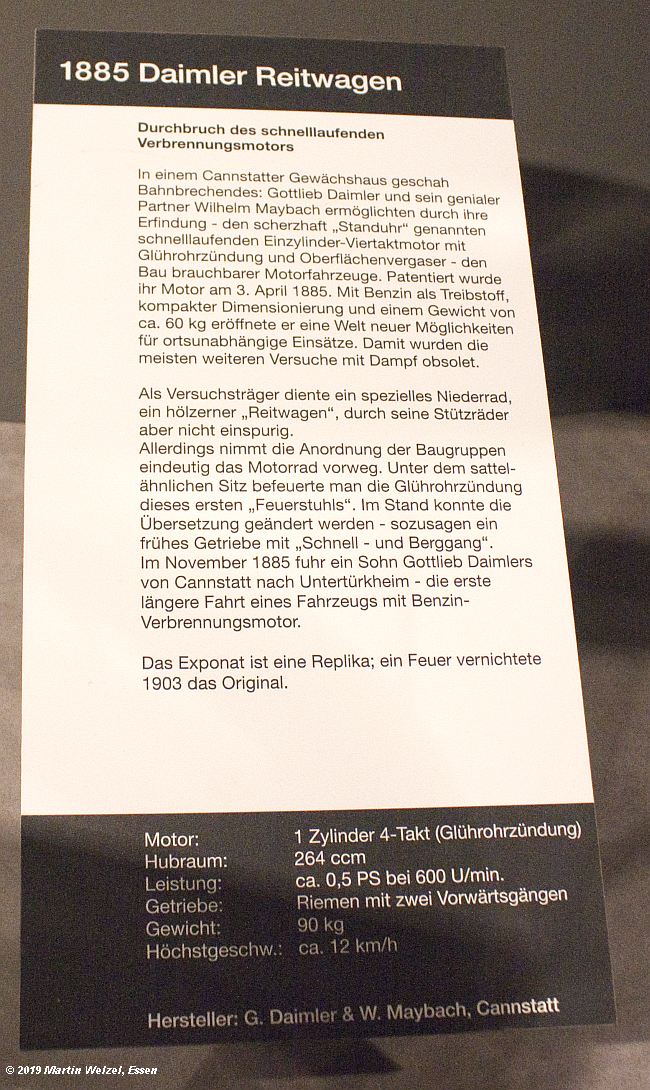 1885 Daimler Reitwagen
Durchbruch des schnelllaufenden
Verbrennungsmotors
In einem Cannstatter Gewächshaus geschah
Bahnbrechendes: Gottlieb Daimler und sein genialer
Partner Wilhelm Maybach ermöglichten durch ihre
Erfindung - den scherzhaft „Standuhr“ genannten
schnelllaufenden Einzylinder-Viertaktmotor mit
Glührohrzündung und Oberflächenvergaser - den
Bau brauchbarer Motorfahrzeuge. Patentiert wurde
ihr Motor am 3. April 1885. Mit Benzin als Treibstoff,
kompakter Dimensionierung und einem Gewicht von
ca. 60 kg eröffnete er eine Welt neuer Möglichkeiten
für ortsunabhängige Einsätze. Damit wurden die
meisten weiteren Versuche mit Dampf obsolet.
Als Versuchsträger diente ein spezielles Niederrad,
ein hölzerner „Reitwagen“, durch seine Stützräder
aber nicht einspurig.
Allerdings nimmt die Anordnung der Baugruppen
eindeutig das Motorrad vorweg. Unter dem sattel-
ähnlichen Sitz befeuerte man die Glührohrzündung
dieses ersten „Feuerstuhls“. Im Stand konnte die
Übersetzung geändert werden - sozusagen ein
frühes Getriebe mit „Schnell - und Berggang“.
Im November 1885 fuhr ein Sohn Gottlieb Daimlers
von Cannstatt nach Untertürkheim - die erste
längere Fahrt eines Fahrzeugs mit Benzin-
Verbrennungsmotor.
Das Exponat ist eine Replika; ein Feuer vernichtete
1903 das Original.
Motor: 1 Zylinder 4-Takt (Glührohrzündung)
Hubraum: 264 ccm
Leistung: ca. 0,5 PS bei 600 U/min.
Getriebe: Riemen mit zwei Vorwärtsgängen
Gewicht: 90 kg
Höchstgeschw.: ca. 12 km/h
Hersteller: G. Daimler & W. Maybach, Cannstatt
© 2019 Martin Welzel, Essen